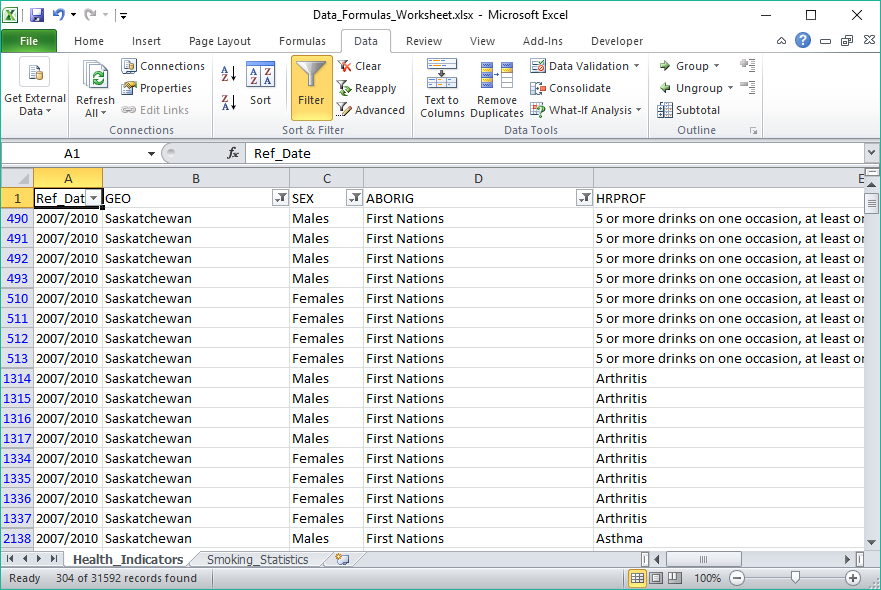 Data_Formulas_Worksheet.xlsx - Microsoft Excel
File Home Insert Page Layout Formulas Data Review View Add-Ins Developer
Get External Data
Refresh All
Connections
Properties
Edit Links
Connections
A Z
Z A
A Z Z A
Sort
Filter
Clear
Reapply
Advanced
Sort & Filter
Text to Columns
Remove Duplicates
Data Validation
Consolidate
What-If Analysis
Data Tools
Group
Ungroup
Subtotal
Outline
A1 fx Ref_Date
A B C D E
1 Ref_Dat GEO SEX ABORIG HRPROF
490 2007/2010 Saskatchewan Males First Nations 5 or more drinks on one occasion, at least or
491 2007/2010 Saskatchewan Males First Nations 5 or more drinks on one occasion, at least or
492 2007/2010 Saskatchewan Males First Nations 5 or more drinks on one occasion, at least or
493 2007/2010 Saskatchewan Males First Nations 5 or more drinks on one occasion, at least or
510 2007/2010 Saskatchewan Females First Nations 5 or more drinks on one occasion, at least or
511 2007/2010 Saskatchewan Females First Nations 5 or more drinks on one occasion, at least or
512 2007/2010 Saskatchewan Females First Nations 5 or more drinks on one occasion, at least or
513 2007/2010 Saskatchewan Females First Nations 5 or more drinks on one occasion, at least or
1314 2007/2010 Saskatchewan Males First Nations Arthritis
1315 2007/2010 Saskatchewan Males First Nations Arthritis
1316 2007/2010 Saskatchewan Males First Nations Arthritis
1317 2007/2010 Saskatchewan Males First Nations Arthritis
1334 2007/2010 Saskatchewan Females First Nations Arthritis
1335 2007/2010 Saskatchewan Females First Nations Arthritis
1336 2007/2010 Saskatchewan Females First Nations Arthritis
1337 2007/2010 Saskatchewan Females First Nations Arthritis
2138 2007/2010 Saskatchewan Males First Nations Asthma
Health_Indicators Smoking_Statistics
Ready 304 of 31592 records found 100%